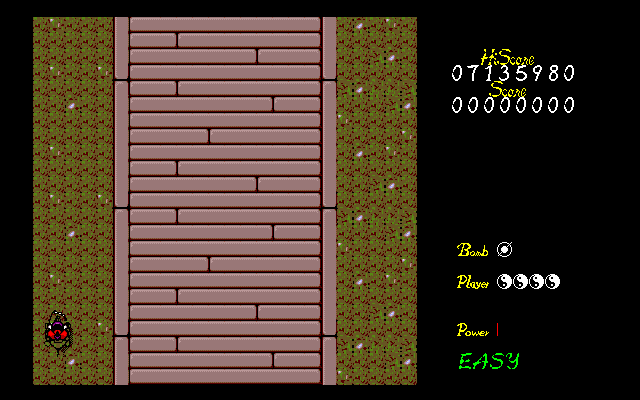 HiScore
07135980
Score
00000000
Bomb
Player
Power
EASY